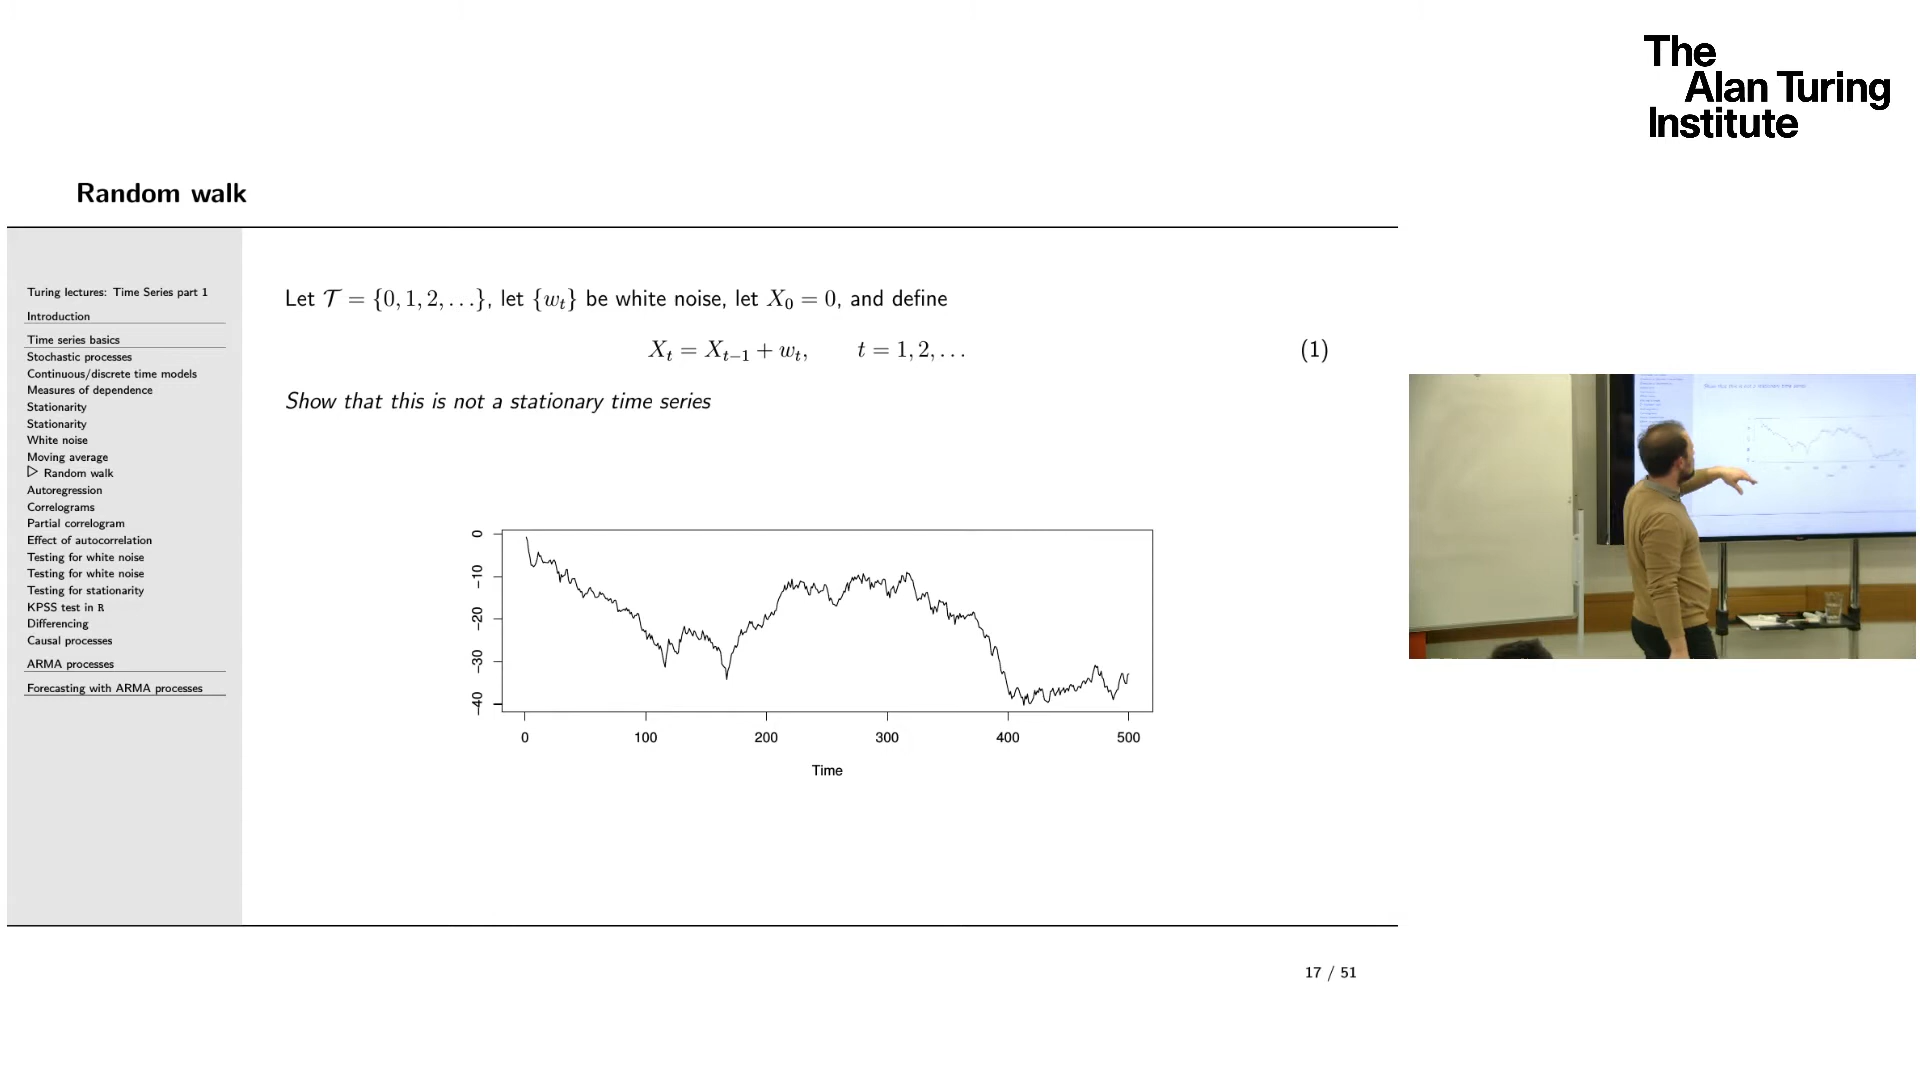 The
Alan Turing
Institute
Random walk
Turing lectures: Time Series part 1
Introduction
Time series basics
Stochastic processes
Continuous/discrete time models
Measures of dependence
Stationarity
Stationarity
White noise
Moving average
▷ Random walk
Autoregression
Correlograms
Partial correlogram
Effect of autocorrelation
Testing for white noise
Testing for white noise
Testing for stationarity
KPSS test in R
Differencing
Causal processes
ARMA processes
Forecasting with ARMA processes
Let 𝒯 = {0, 1, 2, . . .}, let {wₜ} be white noise, let X₀ = 0, and define
Xₜ = Xₜ₋₁ + wₜ, t = 1, 2, . . . (1)
Show that this is not a stationary time series
0
−10
−20
−30
−40
0 100 200 300 400 500
Time
17 / 51